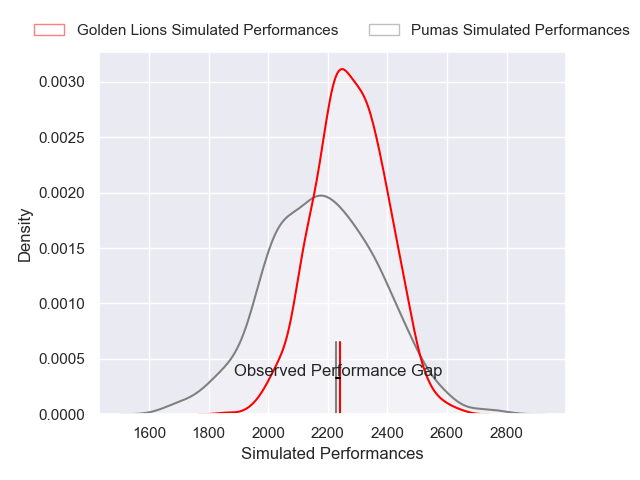 Golden Lions Simulated Performances Pumas Simulated Performances
0.0030
0.0025
0.0020
0.0015
0.0010
0.0005
0.0000
Density
Observed Performance Gap
1600 1800 2000 2200 2400 2600 2800
Simulated Performances